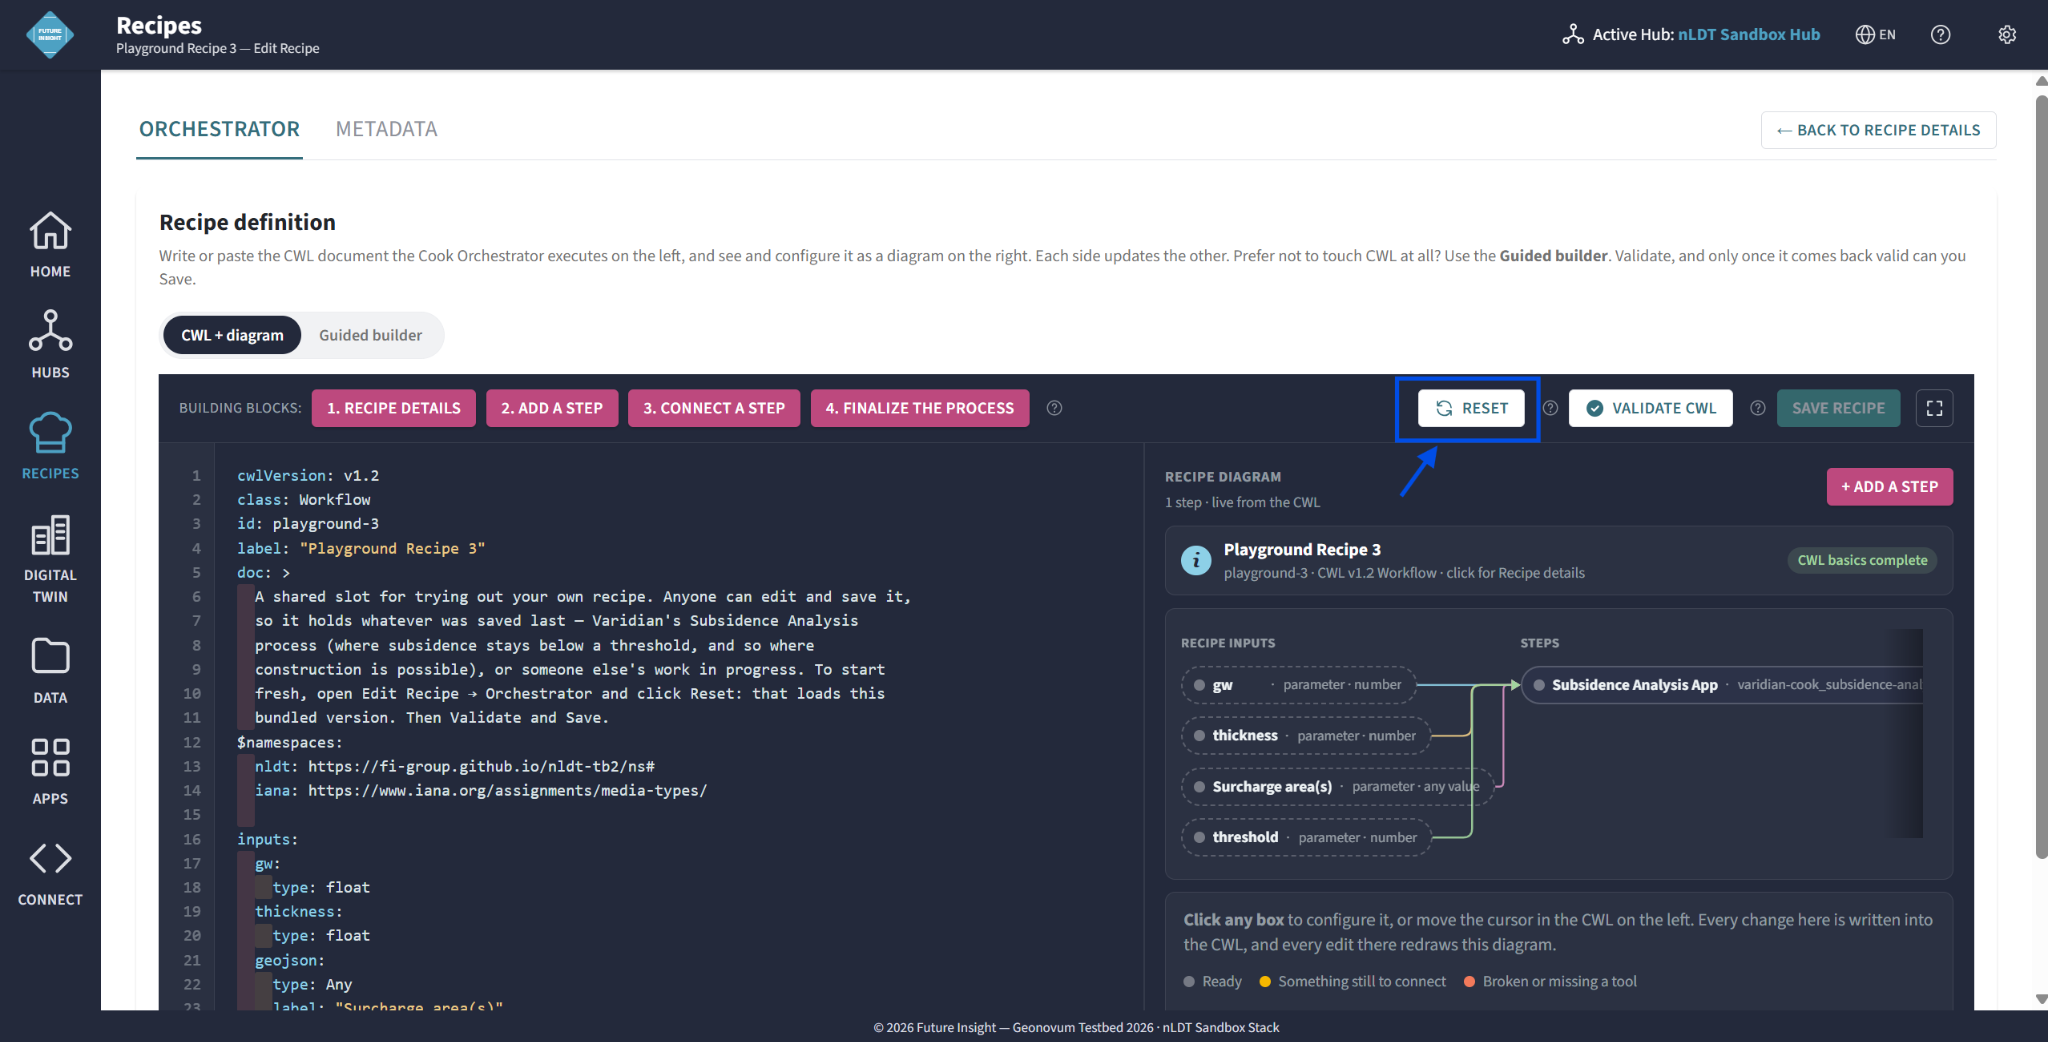 FUTURE
INSIGHT
Recipes
Playground Recipe 3 — Edit Recipe
Active Hub: nLDT Sandbox Hub
EN
HOME
HUBS
RECIPES
DIGITAL
TWIN
DATA
APPS
CONNECT
ORCHESTRATOR
METADATA
← BACK TO RECIPE DETAILS
Recipe definition
Write or paste the CWL document the Cook Orchestrator executes on the left, and see and configure it as a diagram on the right. Each side updates the other. Prefer not to touch CWL at all? Use the Guided builder. Validate, and only once it comes back valid can you
Save.
CWL + diagram
Guided builder
BUILDING BLOCKS:
1. RECIPE DETAILS
2. ADD A STEP
3. CONNECT A STEP
4. FINALIZE THE PROCESS
RESET
VALIDATE CWL
SAVE RECIPE
1 cwlVersion: v1.2
2 class: Workflow
3 id: playground-3
4 label: "Playground Recipe 3"
5 doc: >
6 A shared slot for trying out your own recipe. Anyone can edit and save it,
7 so it holds whatever was saved last — Varidian's Subsidence Analysis
8 process (where subsidence stays below a threshold, and so where
9 construction is possible), or someone else's work in progress. To start
10 fresh, open Edit Recipe → Orchestrator and click Reset: that loads this
11 bundled version. Then Validate and Save.
12 $namespaces:
13 nldt: https://fi-group.github.io/nldt-tb2/ns#
14 iana: https://www.iana.org/assignments/media-types/
15
16 inputs:
17 gw:
18 type: float
19 thickness:
20 type: float
21 geojson:
22 type: Any
23 label: "Surcharge area(s)"
RECIPE DIAGRAM
1 step · live from the CWL
+ ADD A STEP
i
Playground Recipe 3
playground-3 · CWL v1.2 Workflow · click for Recipe details
CWL basics complete
RECIPE INPUTS
STEPS
gw · parameter · number
Subsidence Analysis App · varidian-cook_subsidence-anal
thickness · parameter · number
Surcharge area(s) · parameter · any value
threshold · parameter · number
Click any box to configure it, or move the cursor in the CWL on the left. Every change here is written into
the CWL, and every edit there redraws this diagram.
Ready
Something still to connect
Broken or missing a tool
© 2026 Future Insight — Geonovum Testbed 2026 · nLDT Sandbox Stack